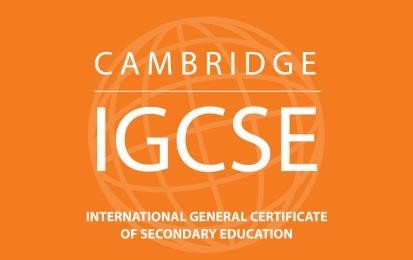 CAMBRIDGE
IGCSE
INTERNATIONAL GENERAL CERTIFICATE
OF SECONDARY EDUCATION